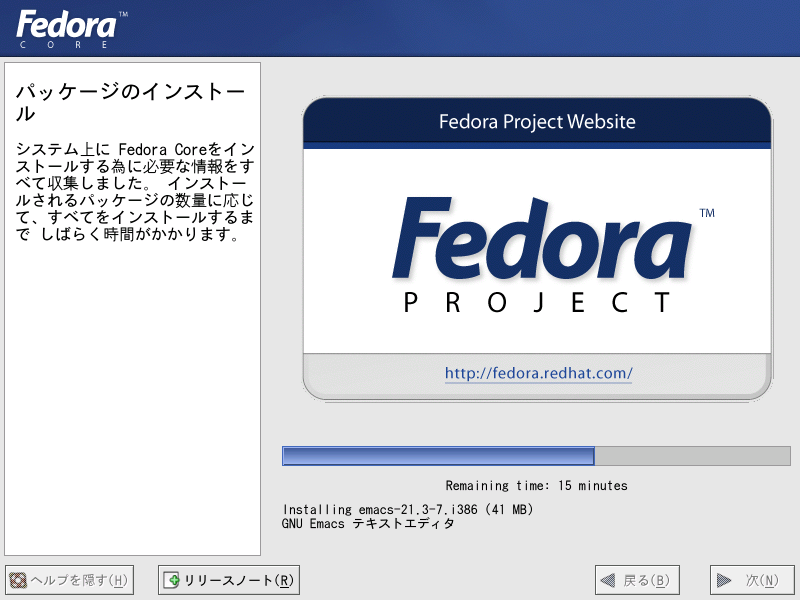 Fedora™
CORE
パッケージのインストー
ル
システム上に Fedora Coreをイン
ストールする為に必要な情報をす
べて収集しました。 インストー
ルされるパッケージの数量に応じ
て、すべてをインストールするま
で しばらく時間がかかります。
Fedora Project Website
Fedora™
PROJECT
http://fedora.redhat.com/
Remaining time: 15 minutes
Installing emacs-21.3-7.i386 (41 MB)
GNU Emacs テキストエディタ
ヘルプを隠す(H)
リリースノート(R)
戻る(B)
次(N)